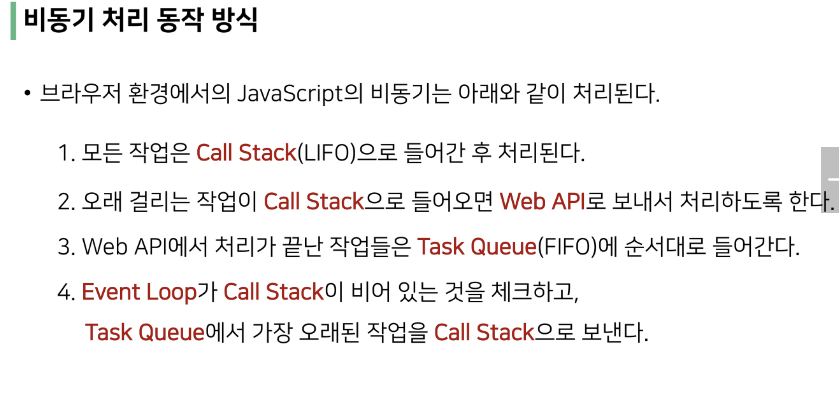 비동기 처리 동작 방식
• 브라우저 환경에서의 JavaScript의 비동기는 아래와 같이 처리된다.
1. 모든 작업은 Call Stack(LIFO)으로 들어간 후 처리된다.
2. 오래 걸리는 작업이 Call Stack으로 들어오면 Web API로 보내서 처리하도록 한다.
3. Web API에서 처리가 끝난 작업들은 Task Queue(FIFO)에 순서대로 들어간다.
4. Event Loop가 Call Stack이 비어 있는 것을 체크하고,
Task Queue에서 가장 오래된 작업을 Call Stack으로 보낸다.